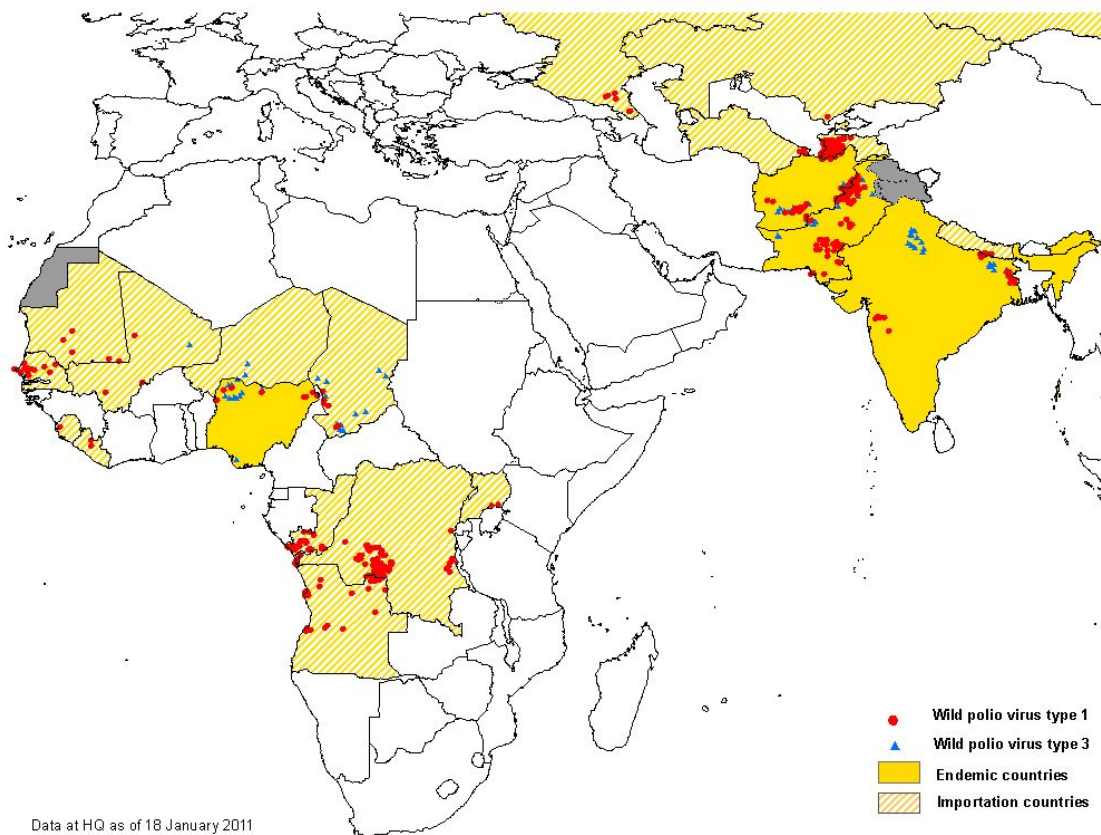 Wild polio virus type 1
Wild polio virus type 3
Endemic countries
Importation countries
Data at HQ as of 18 January 2011